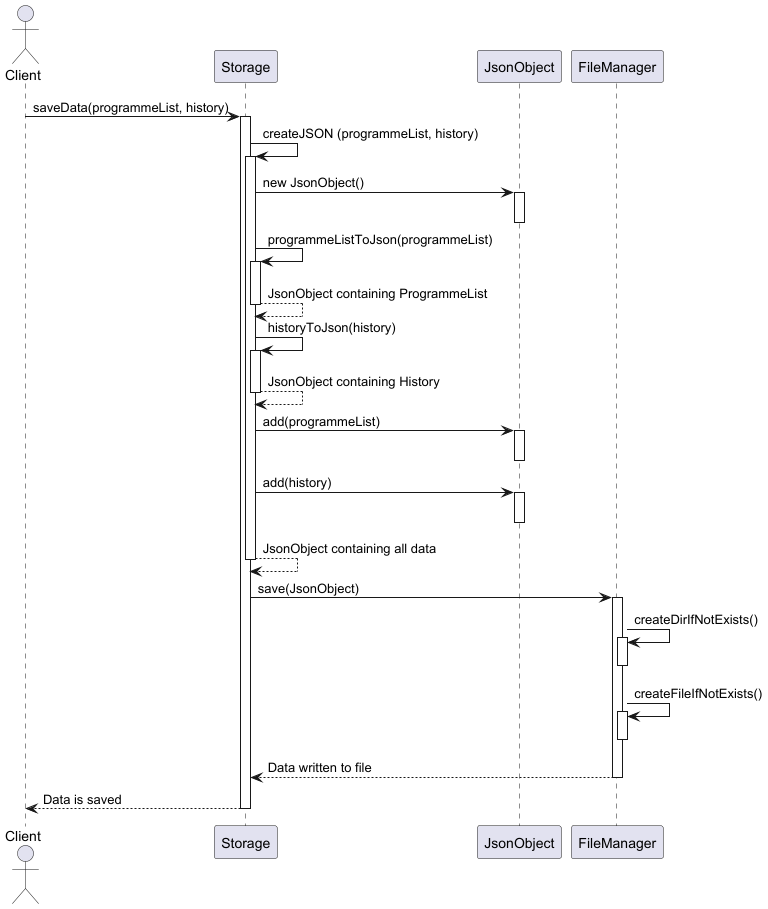 Client
Storage
JsonObject
FileManager
saveData(programmeList, history)
createJSON (programmeList, history)
new JsonObject()
programmeListToJson(programmeList)
JsonObject containing ProgrammeList
historyToJson(history)
JsonObject containing History
add(programmeList)
add(history)
JsonObject containing all data
save(JsonObject)
createDirIfNotExists()
createFileIfNotExists()
Data written to file
Data is saved
Client
Storage
JsonObject
FileManager